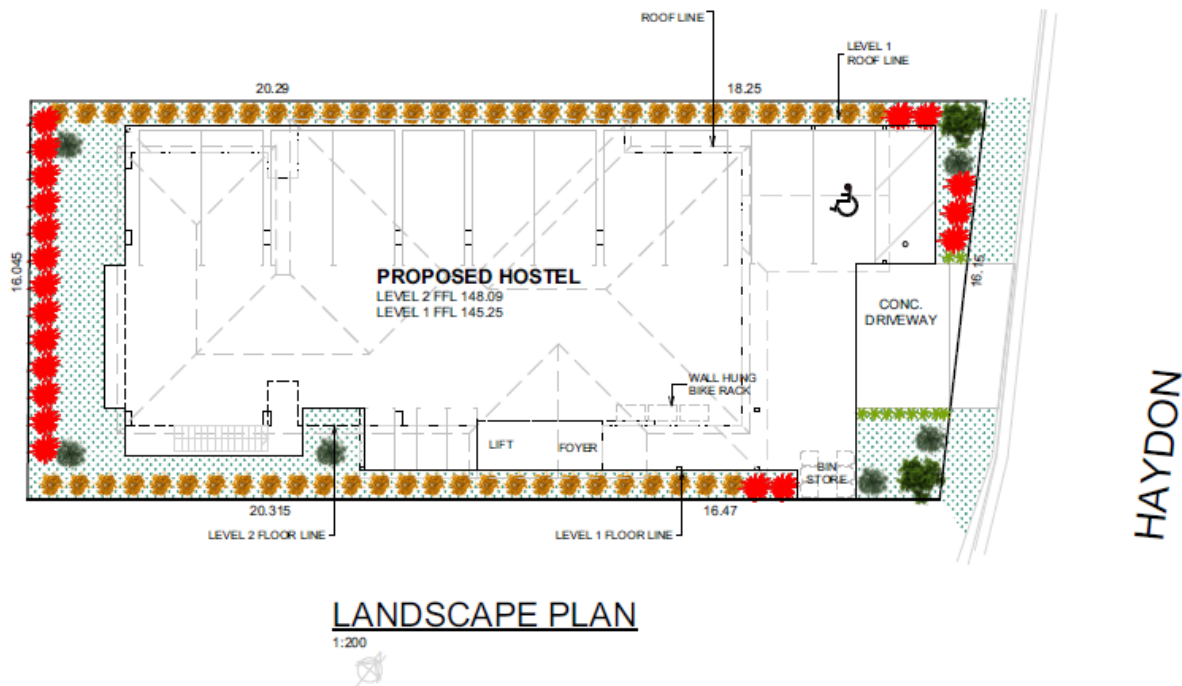 ROOF LINE
LEVEL 1
ROOF LINE
20.29
18.25
16.045
PROPOSED HOSTEL
LEVEL 2 FFL 148.09
LEVEL 1 FFL 145.25
16.15
CONC.
DRIVEWAY
WALL HUNG
BIKE RACK
LIFT
FOYER
BIN
STORE
20.315
16.47
LEVEL 2 FLOOR LINE
LEVEL 1 FLOOR LINE
HAYDON
LANDSCAPE PLAN
1:200